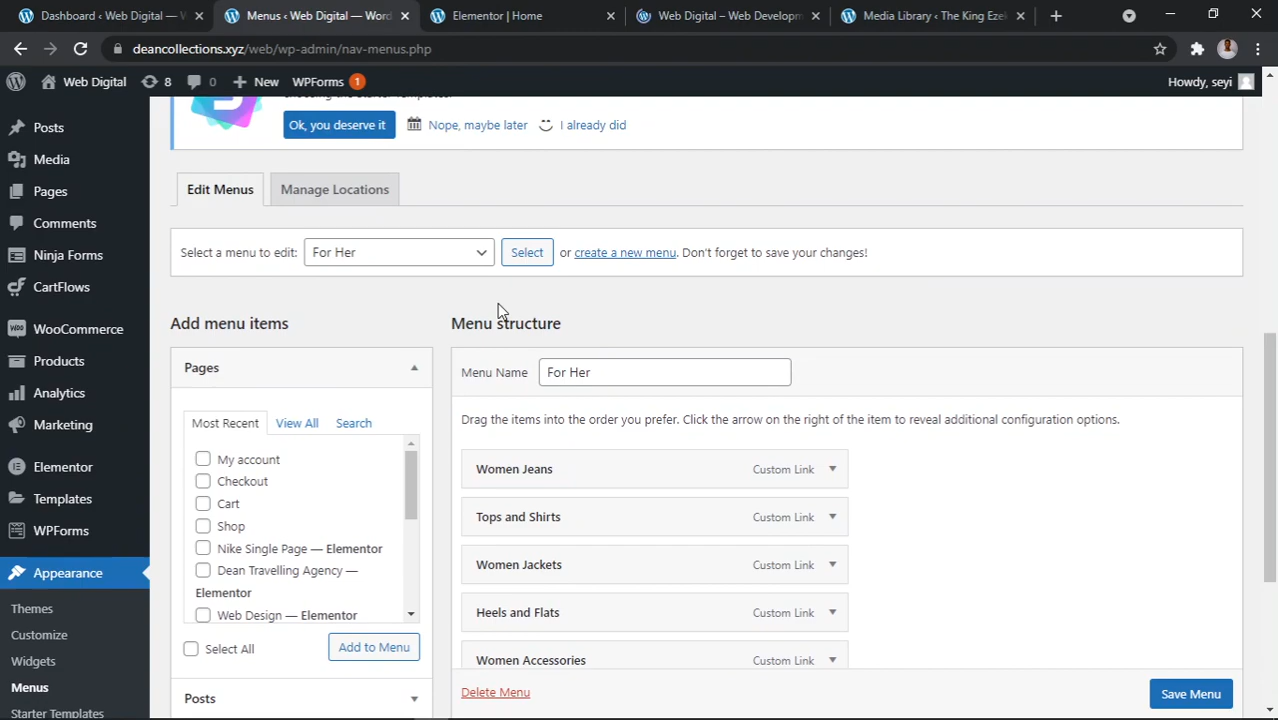 Dashboard ‹ Web Digital — W
Menus ‹ Web Digital — Word
Elementor | Home
Web Digital – Web Developm
Media Library ‹ The King Eze
deancollections.xyz/web/wp-admin/nav-menus.php
Web Digital
8
0
New
WPForms 1
Howdy, seyi
Ok, you deserve it
Nope, maybe later
I already did
Posts
Media
Pages
Comments
Ninja Forms
CartFlows
WooCommerce
Products
Analytics
Marketing
Elementor
Templates
WPForms
Appearance
Themes
Customize
Widgets
Menus
Starter Templates
Edit Menus
Manage Locations
Select a menu to edit: For Her Select or create a new menu. Don't forget to save your changes!
Add menu items
Pages
Most Recent View All Search
My account
Checkout
Cart
Shop
Nike Single Page — Elementor
Dean Travelling Agency —
Elementor
Web Design — Elementor
Select All
Add to Menu
Posts
Menu structure
Menu Name For Her
Drag the items into the order you prefer. Click the arrow on the right of the item to reveal additional configuration options.
Women Jeans Custom Link
Tops and Shirts Custom Link
Women Jackets Custom Link
Heels and Flats Custom Link
Women Accessories Custom Link
Delete Menu
Save Menu